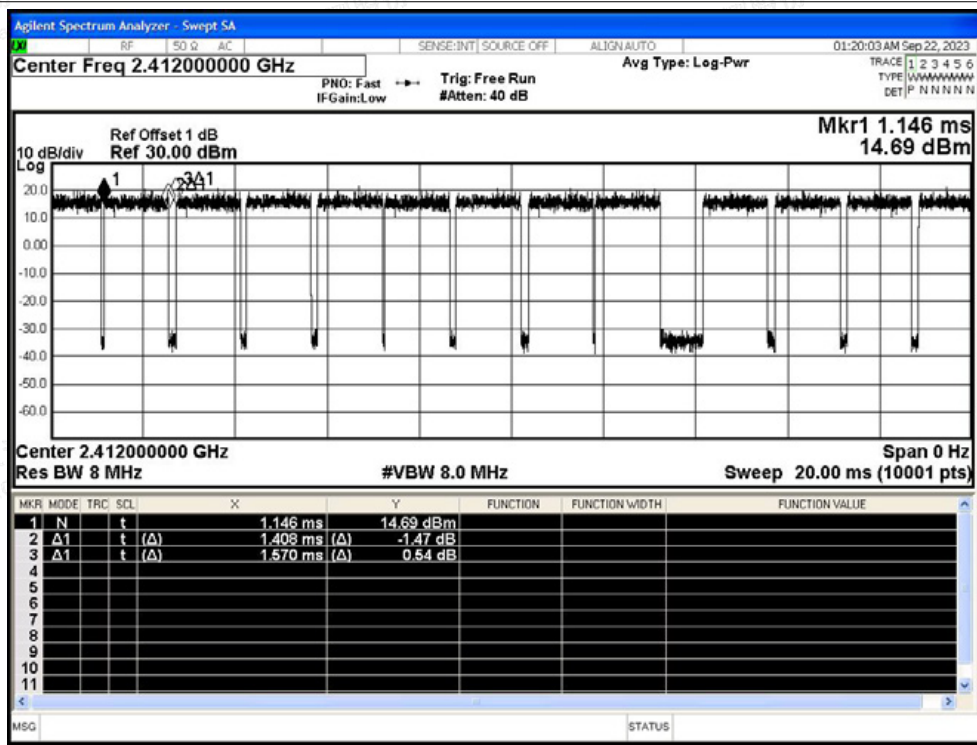 Agilent Spectrum Analyzer - Swept SA
RF 50 Ω AC SENSE:INT SOURCE OFF ALIGN AUTO 01:20:03 AM Sep 22, 2023
Center Freq 2.412000000 GHz Avg Type: Log-Pwr TRACE 1 2 3 4 5 6
PNO: Fast Trig: Free Run TYPE WWWWWW
IFGain:Low #Atten: 40 dB DET P N N N N N
Mkr1 1.146 ms
14.69 dBm
Ref Offset 1 dB
10 dB/div Ref 30.00 dBm
Log
1 2Δ1 3Δ1
20.0
10.0
0.00
-10.0
-20.0
-30.0
-40.0
-50.0
-60.0
Center 2.412000000 GHz Span 0 Hz
Res BW 8 MHz #VBW 8.0 MHz Sweep 20.00 ms (10001 pts)
MKR MODE TRC SCL X Y FUNCTION FUNCTION WIDTH FUNCTION VALUE
1 N t 1.146 ms 14.69 dBm
2 Δ1 t (Δ) 1.408 ms (Δ) -1.47 dB
3 Δ1 t (Δ) 1.570 ms (Δ) 0.54 dB
4
5
6
7
8
9
10
11
MSG STATUS